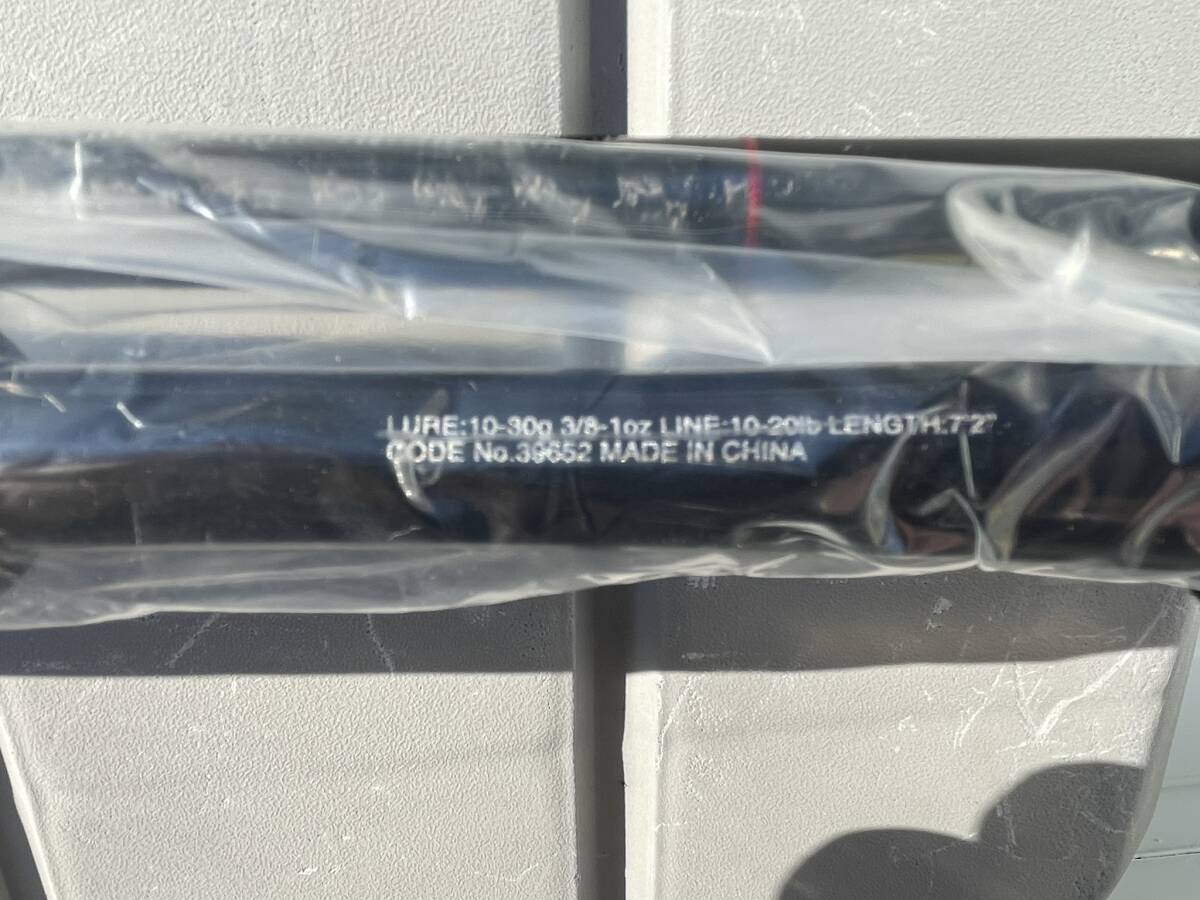 LURE:10-30g 3/8-1oz LINE:10-20lb LENGTH:7'2"
CODE No.39652 MADE IN CHINA